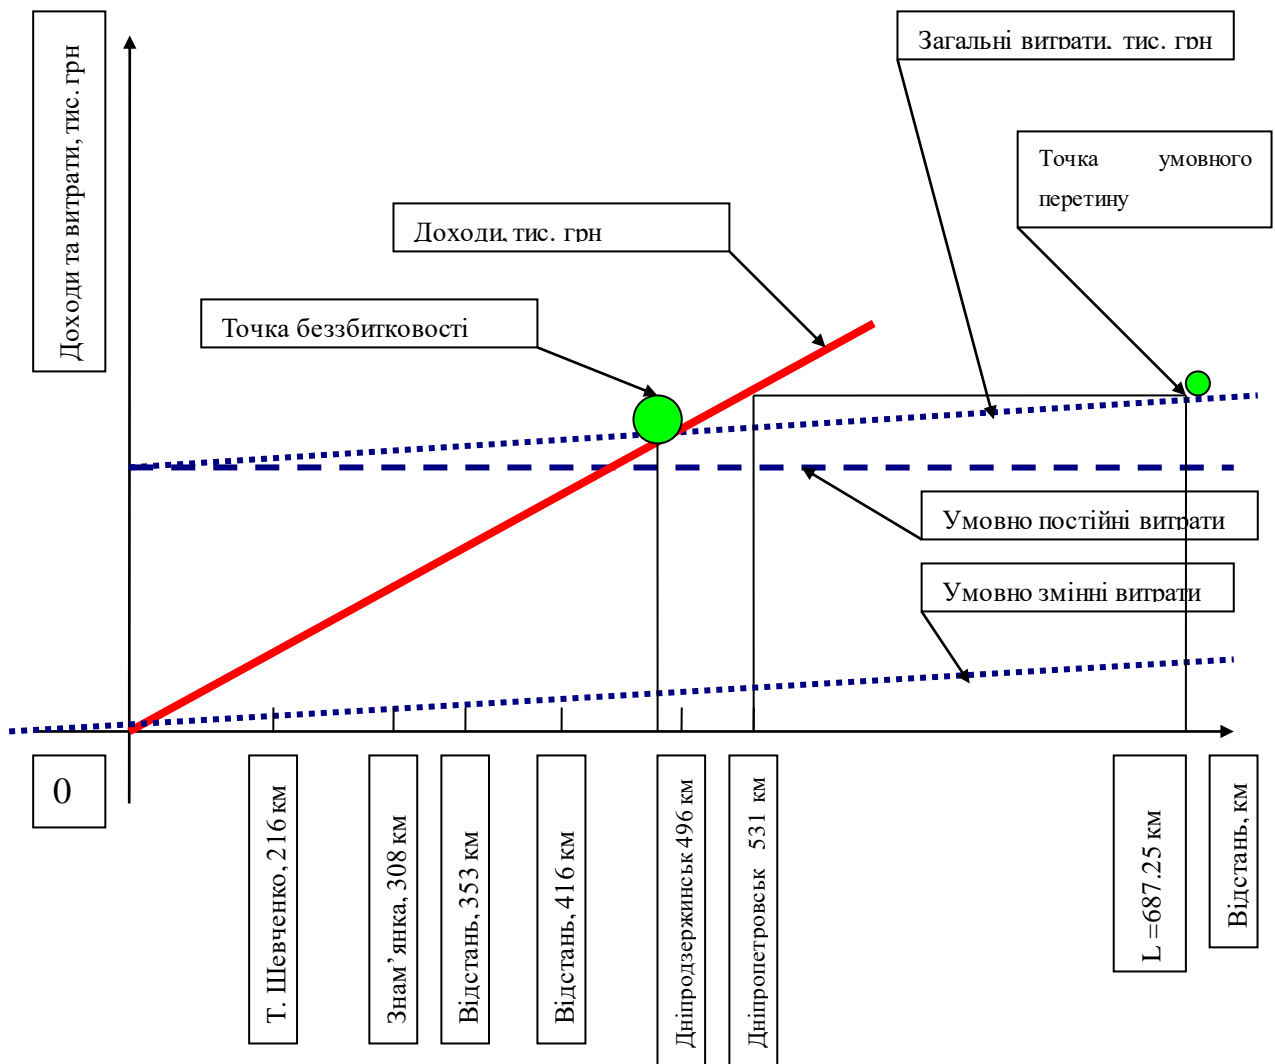 Доходи та витрати, тис. грн
Загальні витрати, тис. грн
Точка умовного
перетину
Доходи, тис. грн
Точка беззбитковості
Умовно постійні витрати
Умовно змінні витрати
0
Т. Шевченко, 216 км
Знам’янка, 308 км
Відстань, 353 км
Відстань, 416 км
Дніпродзержинськ 496 км
Дніпропетровськ 531 км
L =687.25 км
Відстань, км